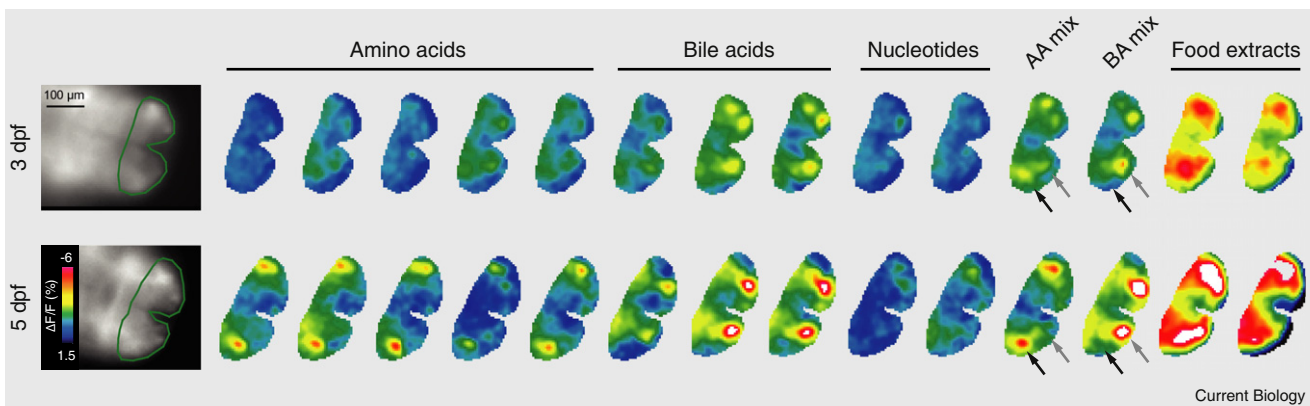 Amino acids
Bile acids
Nucleotides
AA mix
BA mix
Food extracts
3 dpf
100 µm
5 dpf
-6
ΔF/F (%)
1.5
Current Biology